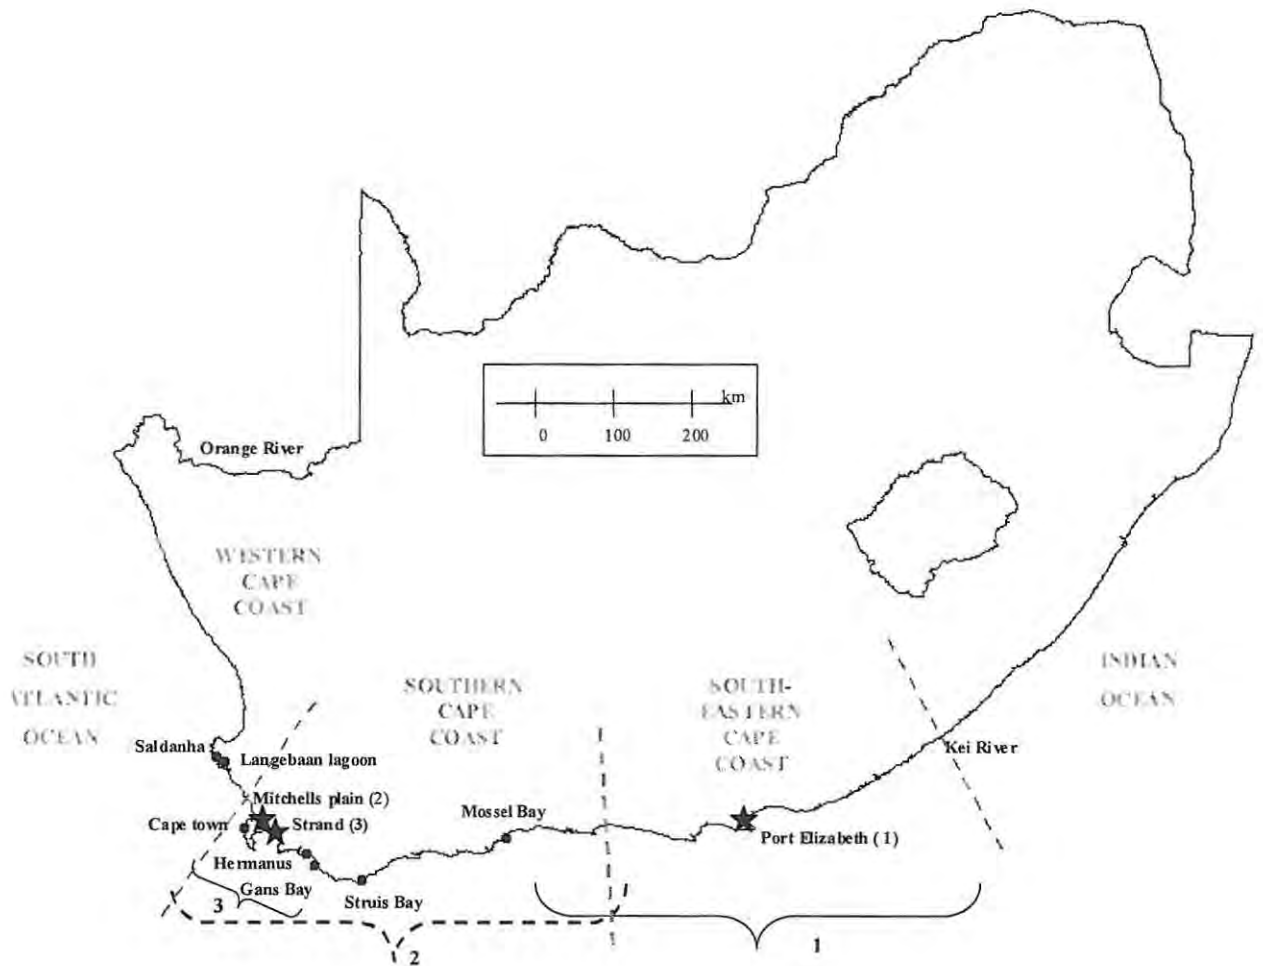 km
0 100 200
Orange River
WESTERN
CAPE
COAST
SOUTH
ATLANTIC
OCEAN
SOUTHERN
CAPE
COAST
SOUTH-
EASTERN
CAPE
COAST
INDIAN
OCEAN
Saldanha
Langebaan lagoon
Kei River
Mitchells plain (2)
Cape town
Strand (3)
Mossel Bay
Port Elizabeth (1)
Hermanus
Gans Bay
Struis Bay
3
2
1